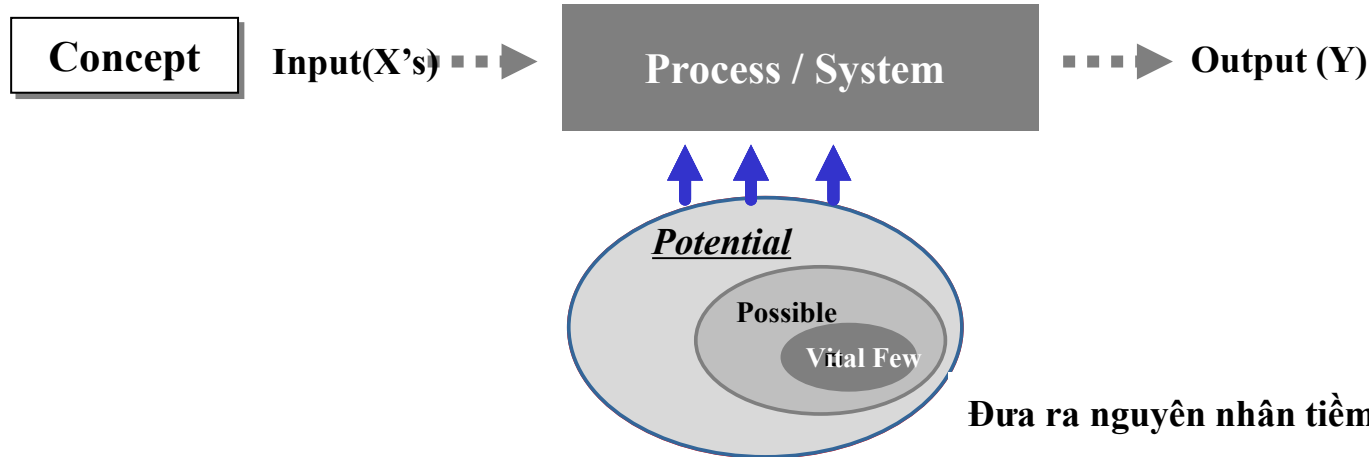 Concept
Input(X's)
Process / System
Output (Y)
Potential
Possible
Vital Few
Đưa ra nguyên nhân tiềm